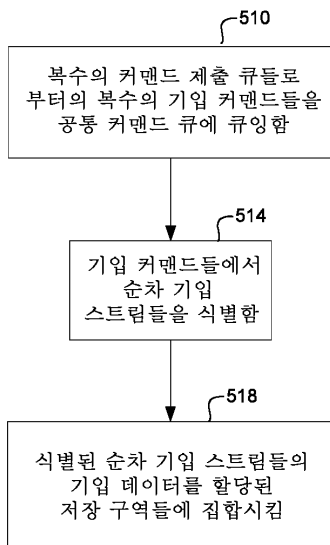 510
복수의 커맨드 제출 큐들로
부터의 복수의 기입 커맨드들을
공통 커맨드 큐에 큐잉함
514
기입 커맨드들에서
순차 기입
스트림들을 식별함
518
식별된 순차 기입 스트림들의
기입 데이터를 할당된
저장 구역들에 집합시킴